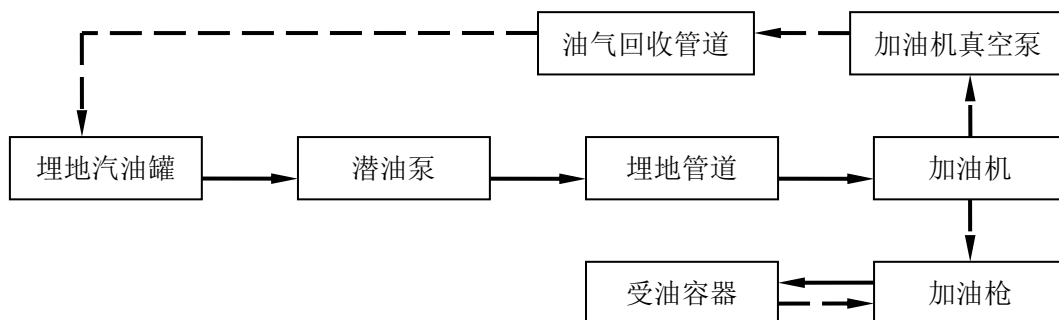 油气回收管道
加油机真空泵
埋地汽油罐
潜油泵
埋地管道
加油机
受油容器
加油枪